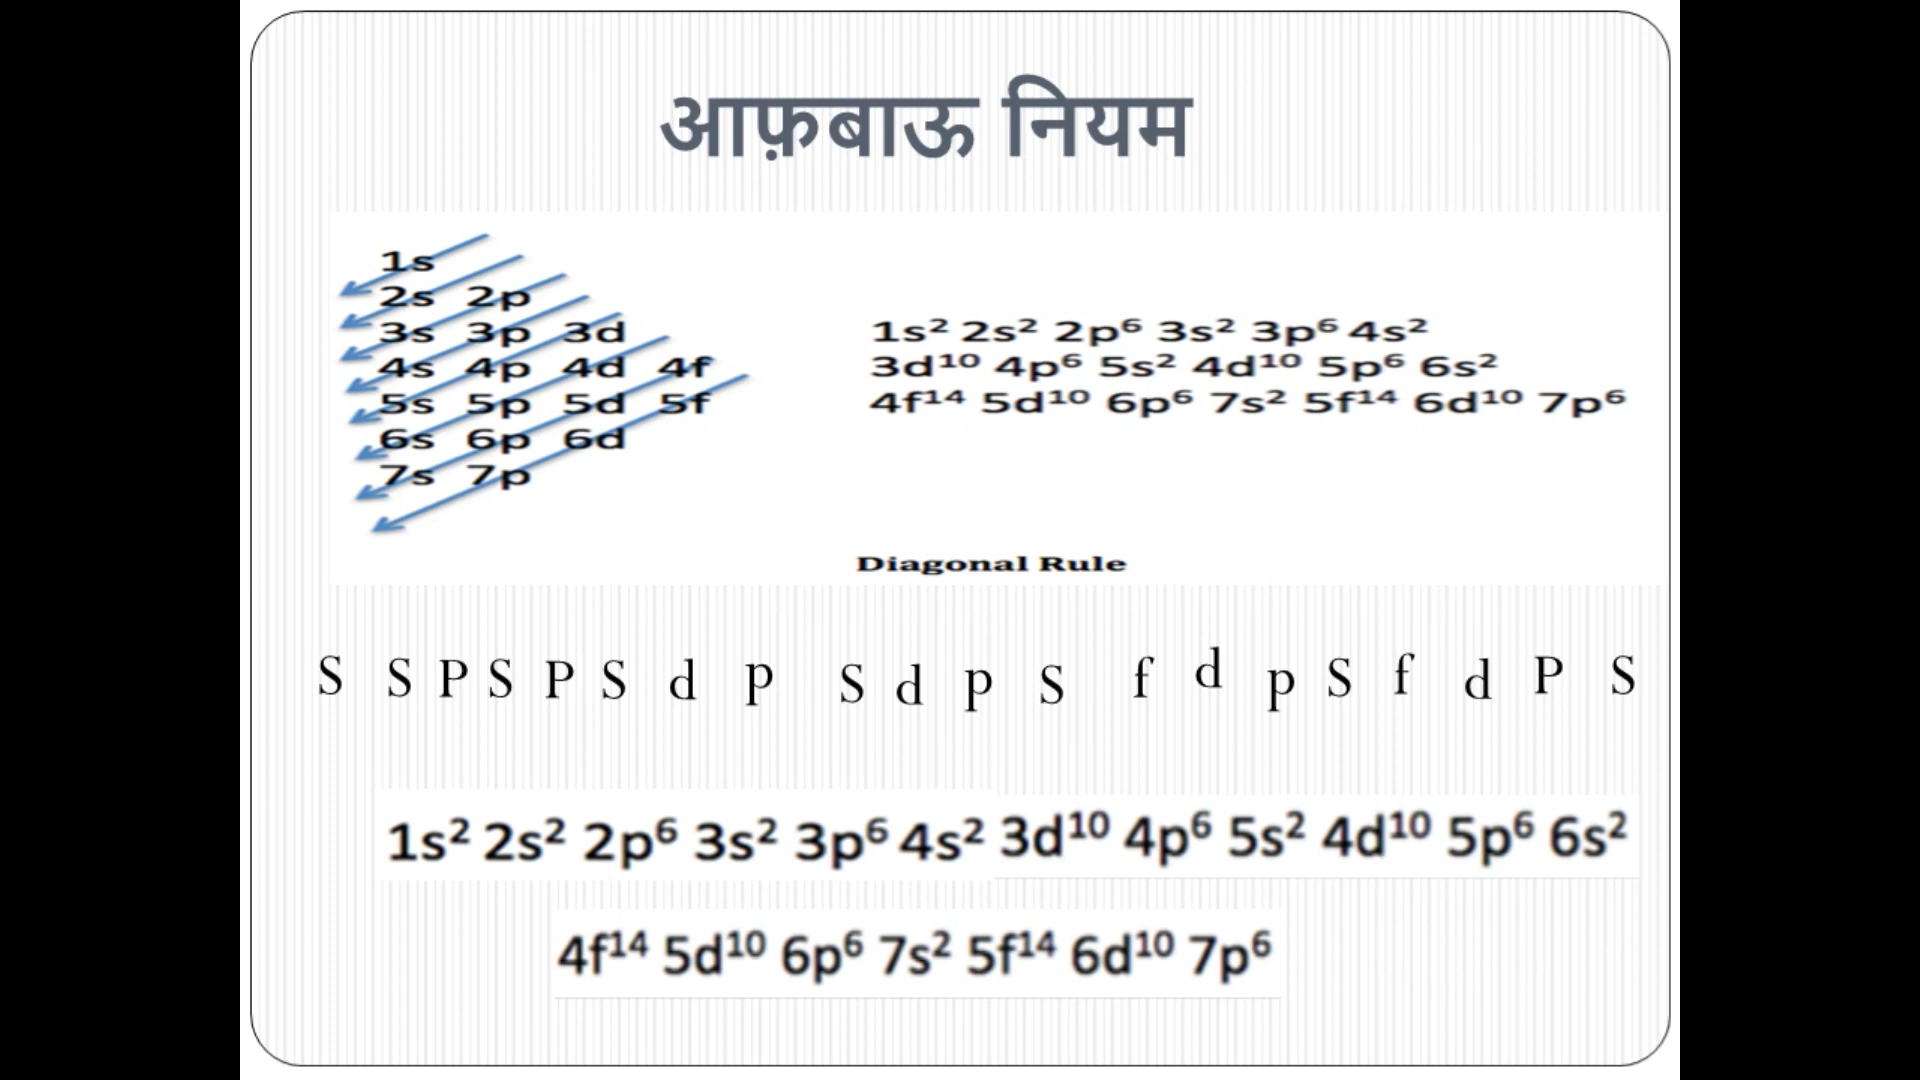 आफ़बाऊ नियम
1s
2s 2p
3s 3p 3d
4s 4p 4d 4f
5s 5p 5d 5f
6s 6p 6d
7s 7p
1s² 2s² 2p⁶ 3s² 3p⁶ 4s²
3d¹⁰ 4p⁶ 5s² 4d¹⁰ 5p⁶ 6s²
4f¹⁴ 5d¹⁰ 6p⁶ 7s² 5f¹⁴ 6d¹⁰ 7p⁶
Diagonal Rule
S S P S P S d p S d p S f d p S f d P S
1s² 2s² 2p⁶ 3s² 3p⁶ 4s² 3d¹⁰ 4p⁶ 5s² 4d¹⁰ 5p⁶ 6s²
4f¹⁴ 5d¹⁰ 6p⁶ 7s² 5f¹⁴ 6d¹⁰ 7p⁶